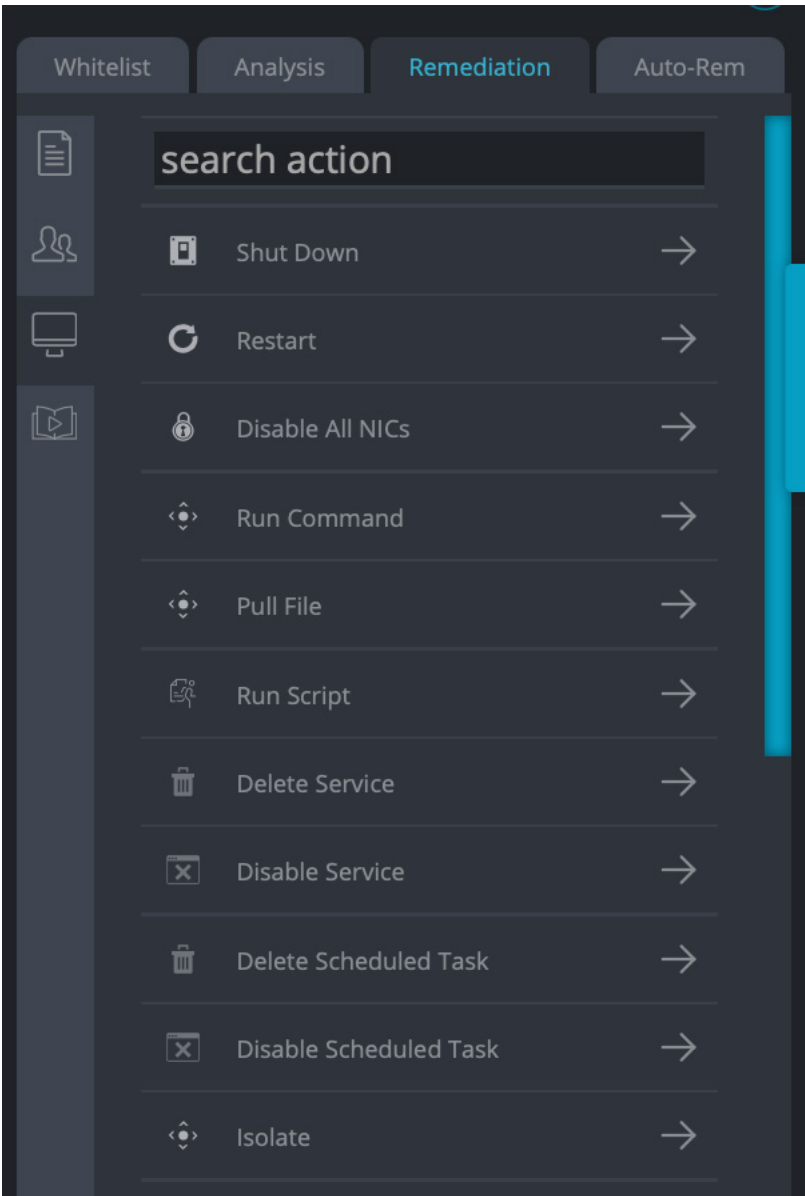 Whitelist Analysis Remediation Auto-Rem
search action
Shut Down
Restart
Disable All NICs
Run Command
Pull File
Run Script
Delete Service
Disable Service
Delete Scheduled Task
Disable Scheduled Task
Isolate